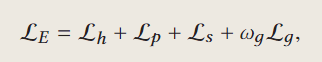 ℒ_E = ℒ_h + ℒ_p + ℒ_s + ω_g ℒ_g,